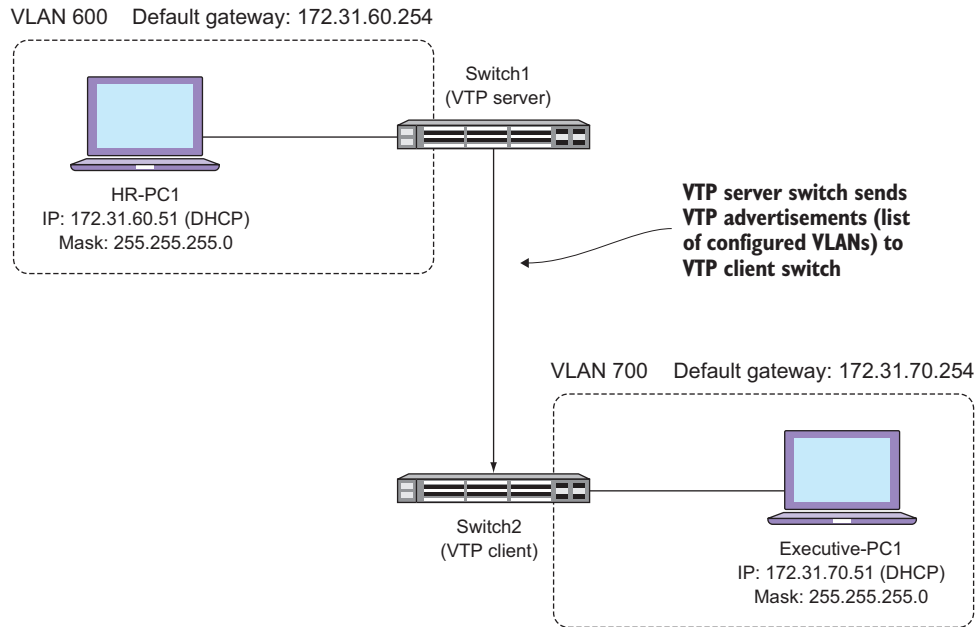 VLAN 600 Default gateway: 172.31.60.254
Switch1
(VTP server)
HR-PC1
IP: 172.31.60.51 (DHCP)
Mask: 255.255.255.0
VTP server switch sends
VTP advertisements (list
of configured VLANs) to
VTP client switch
VLAN 700 Default gateway: 172.31.70.254
Switch2
(VTP client)
Executive-PC1
IP: 172.31.70.51 (DHCP)
Mask: 255.255.255.0